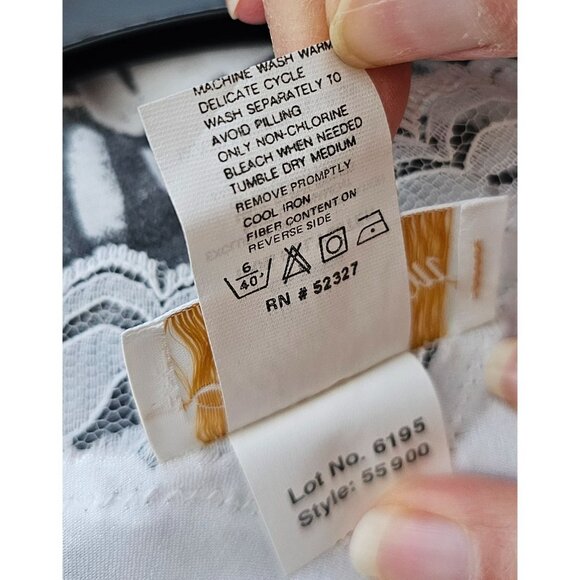 MACHINE WASH WARM
DELICATE CYCLE
WASH SEPARATELY TO
AVOID PILLING
ONLY NON-CHLORINE
BLEACH WHEN NEEDED
TUMBLE DRY MEDIUM
REMOVE PROMPTLY
COOL IRON
FIBER CONTENT ON
REVERSE SIDE
6
40
RN # 52327
Lot No. 6195
Style: 55900